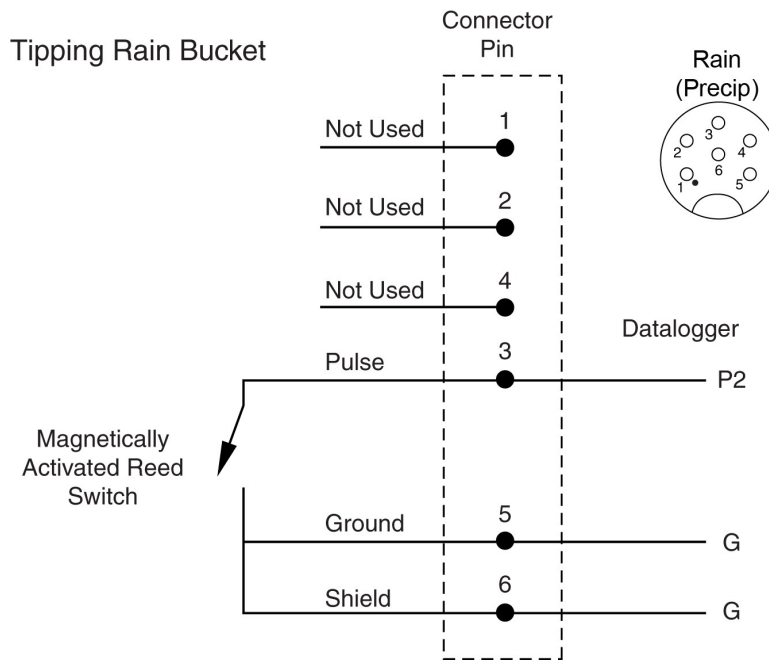 Tipping Rain Bucket
Connector
Pin
Rain
(Precip)
3
2
4
6
1
5
Not Used
1
Not Used
2
Not Used
4
Datalogger
Pulse
3
P2
Magnetically
Activated Reed
Switch
Ground
5
G
Shield
6
G